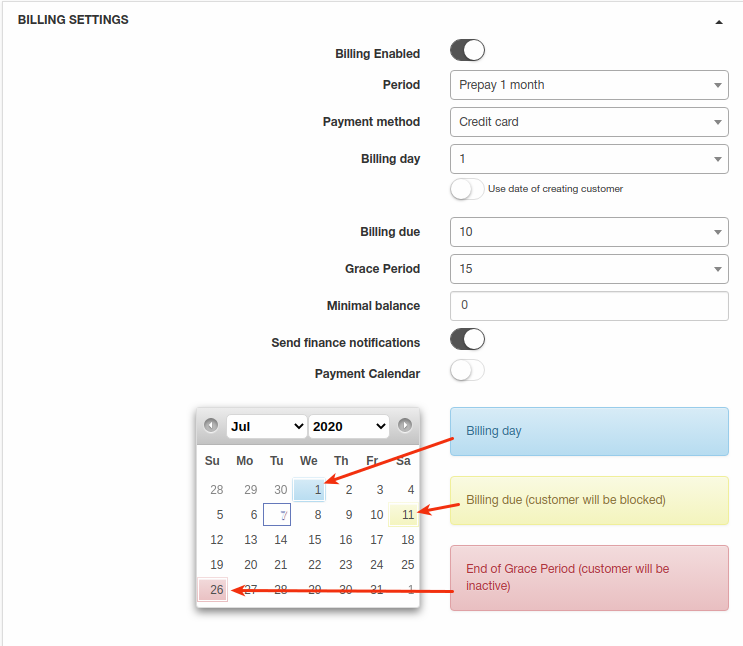 BILLING SETTINGS
Billing Enabled
Period Prepay 1 month
Payment method Credit card
Billing day 1
Use date of creating customer
Billing due 10
Grace Period 15
Minimal balance 0
Send finance notifications
Payment Calendar
Jul 2020
Su Mo Tu We Th Fr Sa
28 29 30 1 2 3 4
5 6 7 8 9 10 11
12 13 14 15 16 17 18
19 20 21 22 23 24 25
26 27 28 29 30 31 1
Billing day
Billing due (customer will be blocked)
End of Grace Period (customer will be
inactive)